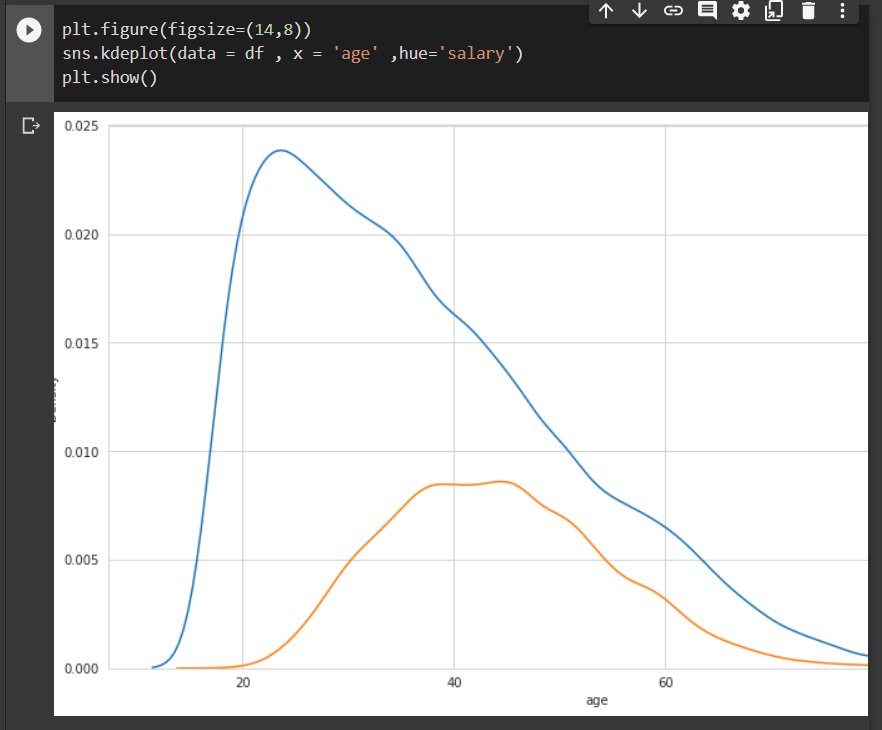 plt.figure(figsize=(14,8))
sns.kdeplot(data = df , x = 'age' ,hue='salary')
plt.show()
0.025
0.020
0.015
0.010
0.005
0.000
20 40 60
age